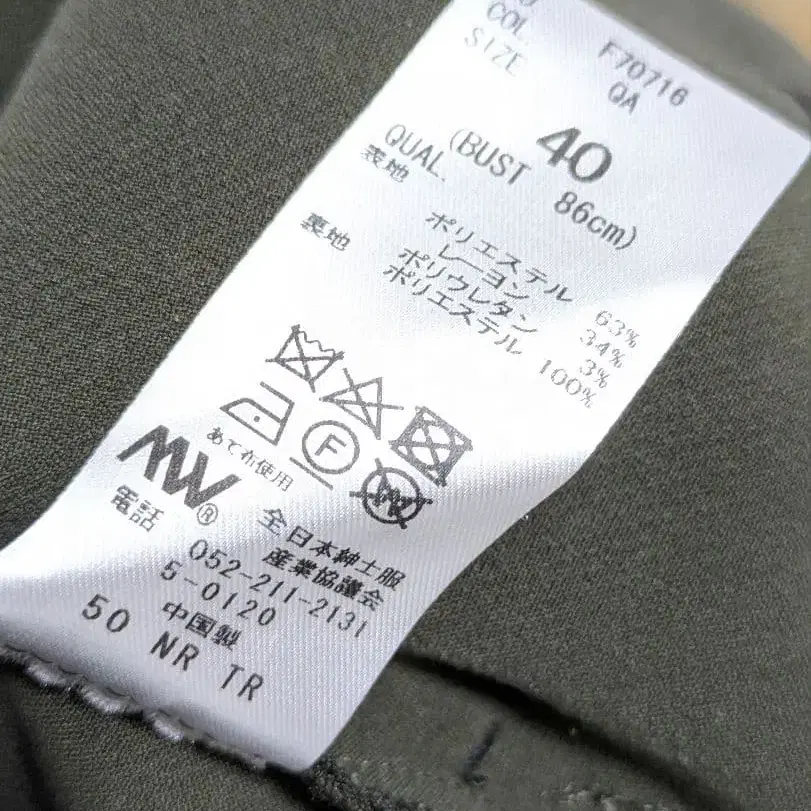 COL. F70716
SIZE QA
40
(BUST 86cm)
QUAL.
表地 ポリエステル 63%
レーヨン 34%
ポリウレタン 3%
裏地 ポリエステル 100%
F
W
あて布使用
MW®
全日本紳士服
産業協議会
電話 052-211-2131
5-0120
中国製
50 NR TR